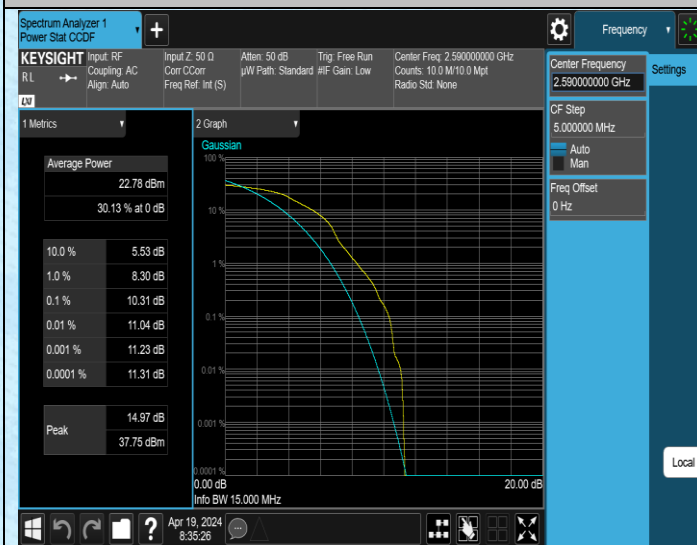 Spectrum Analyzer 1
Power Stat CCDF
+
Frequency
KEYSIGHT
RL
LXI
Input: RF
Coupling: AC
Align: Auto
Input Z: 50 Ω
Corr CCorr
Freq Ref: Int (S)
Atten: 50 dB
µW Path: Standard
Trig: Free Run
#IF Gain: Low
Center Freq: 2.590000000 GHz
Counts: 10.0 M/10.0 Mpt
Radio Std: None
Center Frequency
2.590000000 GHz
Settings
CF Step
5.000000 MHz
Auto
Man
Freq Offset
0 Hz
Local
1 Metrics
Average Power
22.78 dBm
30.13 % at 0 dB
10.0 % 5.53 dB
1.0 % 8.30 dB
0.1 % 10.31 dB
0.01 % 11.04 dB
0.001 % 11.23 dB
0.0001 % 11.31 dB
Peak
14.97 dB
37.75 dBm
2 Graph
Gaussian
100 %
10 %
1 %
0.1 %
0.01 %
0.001 %
0.0001 %
0.00 dB 20.00 dB
Info BW 15.000 MHz
?
Apr 19, 2024
8:35:26